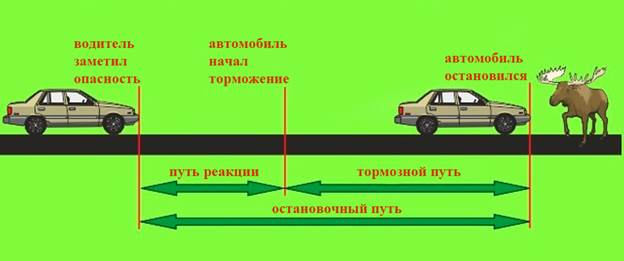 водитель
заметил
опасность
автомобиль
начал
торможение
автомобиль
остановился
путь реакции
тормозной путь
остановочный путь